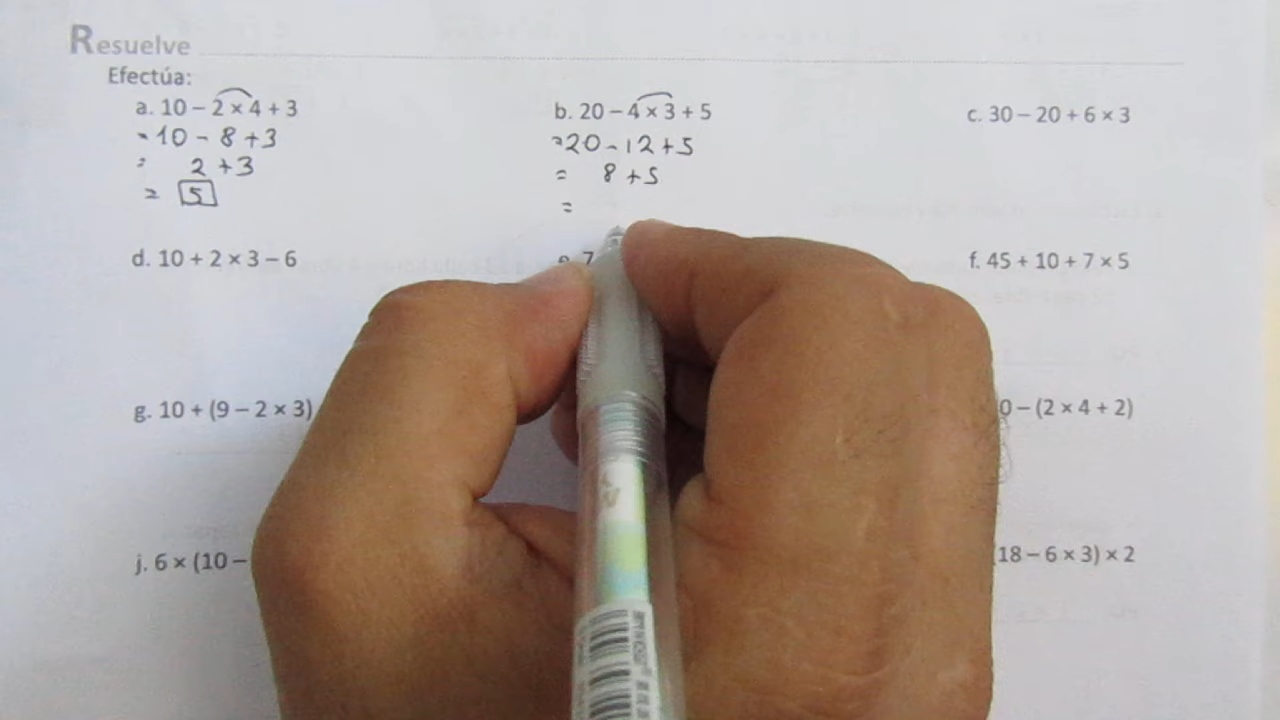 Resuelve
Efectúa:
a. 10 – 2 × 4 + 3
= 10 - 8 + 3
= 2 + 3
= 5
b. 20 – 4 × 3 + 5
= 20 - 12 + 5
= 8 + 5
=
c. 30 – 20 + 6 × 3
d. 10 + 2 × 3 – 6
e. 7
f. 45 + 10 + 7 × 5
g. 10 + (9 – 2 × 3)
0 – (2 × 4 + 2)
j. 6 × (10 –
(18 – 6 × 3) × 2